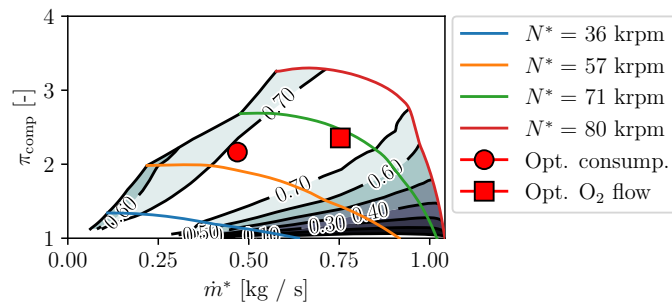 4
3
2
1
π_comp [-]
0.00
0.25
0.50
0.75
1.00
ṁ* [kg / s]
0.70
0.60
0.70
0.60
0.50
0.40
0.30
N* = 36 krpm
N* = 57 krpm
N* = 71 krpm
N* = 80 krpm
Opt. consump.
Opt. O₂ flow